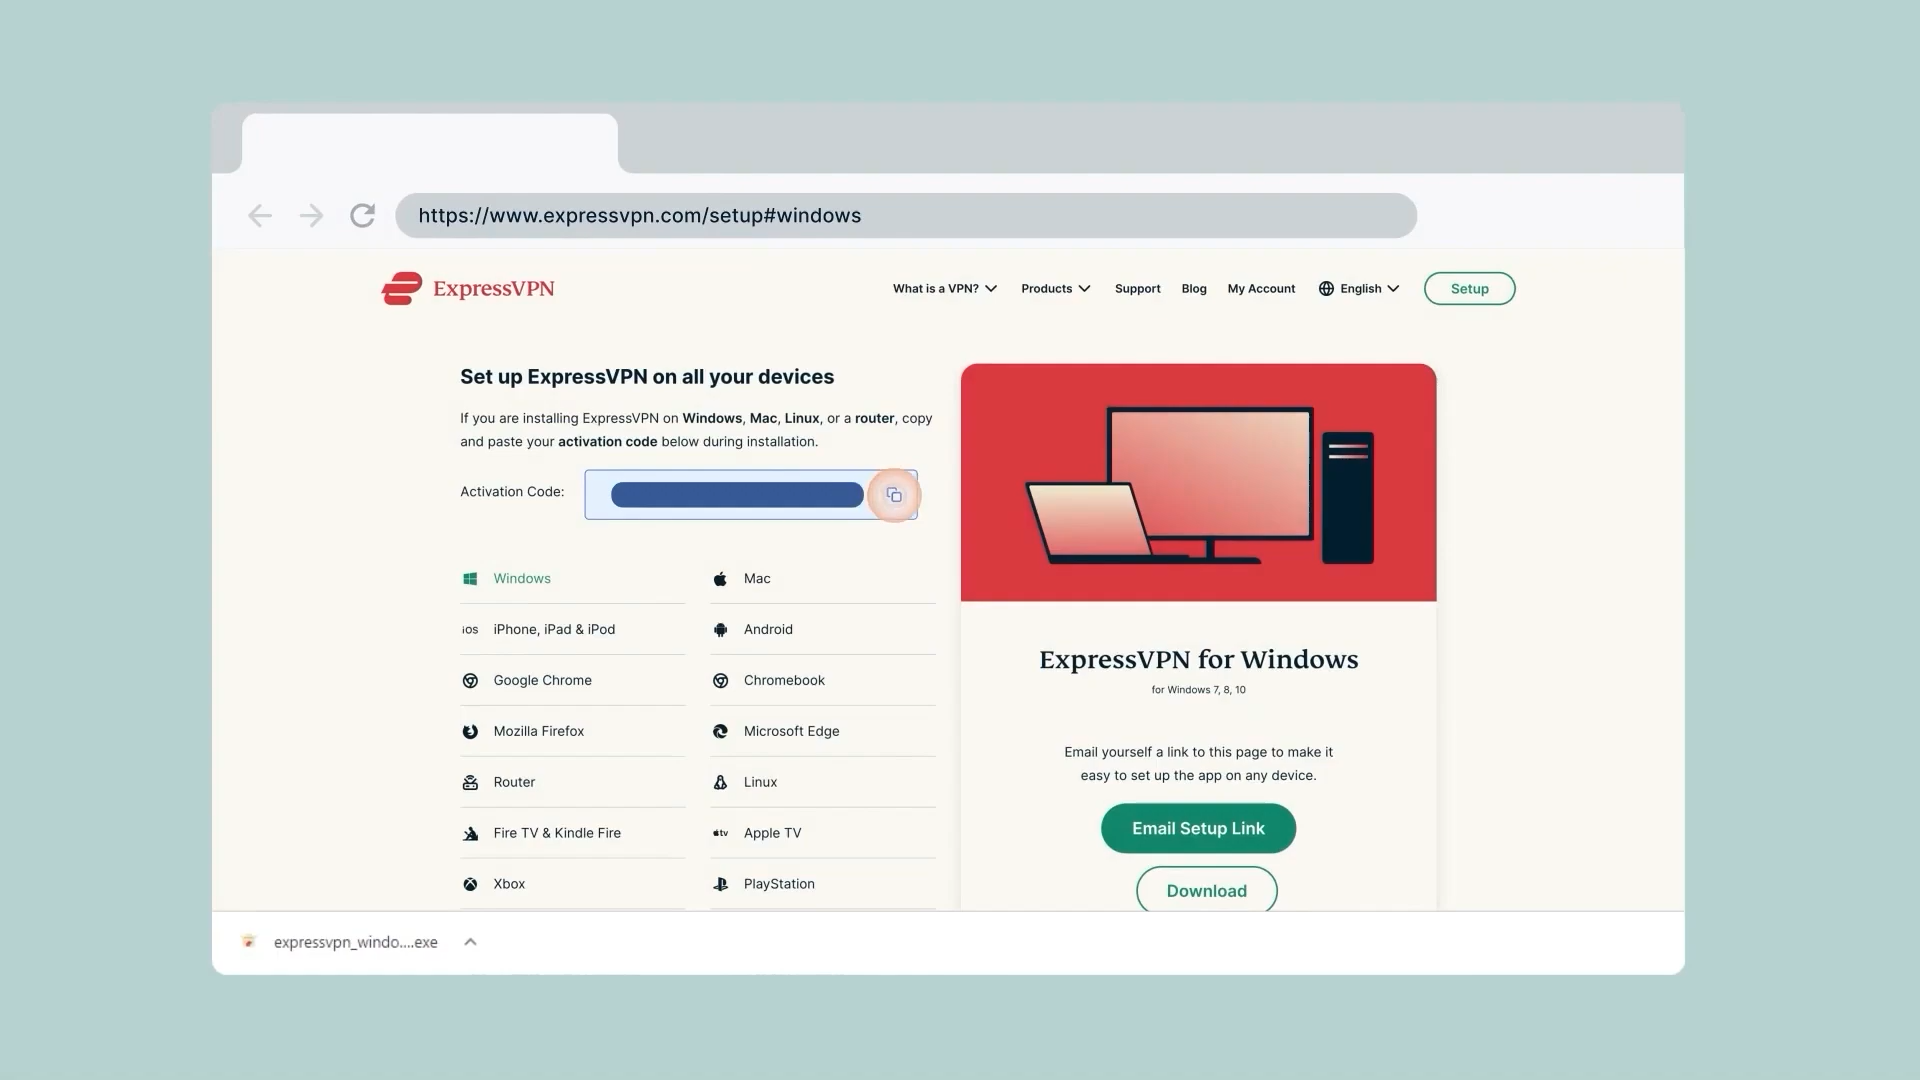 https://www.expressvpn.com/setup#windows
ExpressVPN
What is a VPN?
Products
Support
Blog
My Account
English
Setup
Set up ExpressVPN on all your devices
If you are installing ExpressVPN on Windows, Mac, Linux, or a router, copy
and paste your activation code below during installation.
Activation Code:
Windows
Mac
iOS
iPhone, iPad & iPod
Android
Google Chrome
Chromebook
Mozilla Firefox
Microsoft Edge
Router
Linux
Fire TV & Kindle Fire
tv
Apple TV
Xbox
PlayStation
ExpressVPN for Windows
for Windows 7, 8, 10
Email yourself a link to this page to make it
easy to set up the app on any device.
Email Setup Link
Download
expressvpn_windo....exe